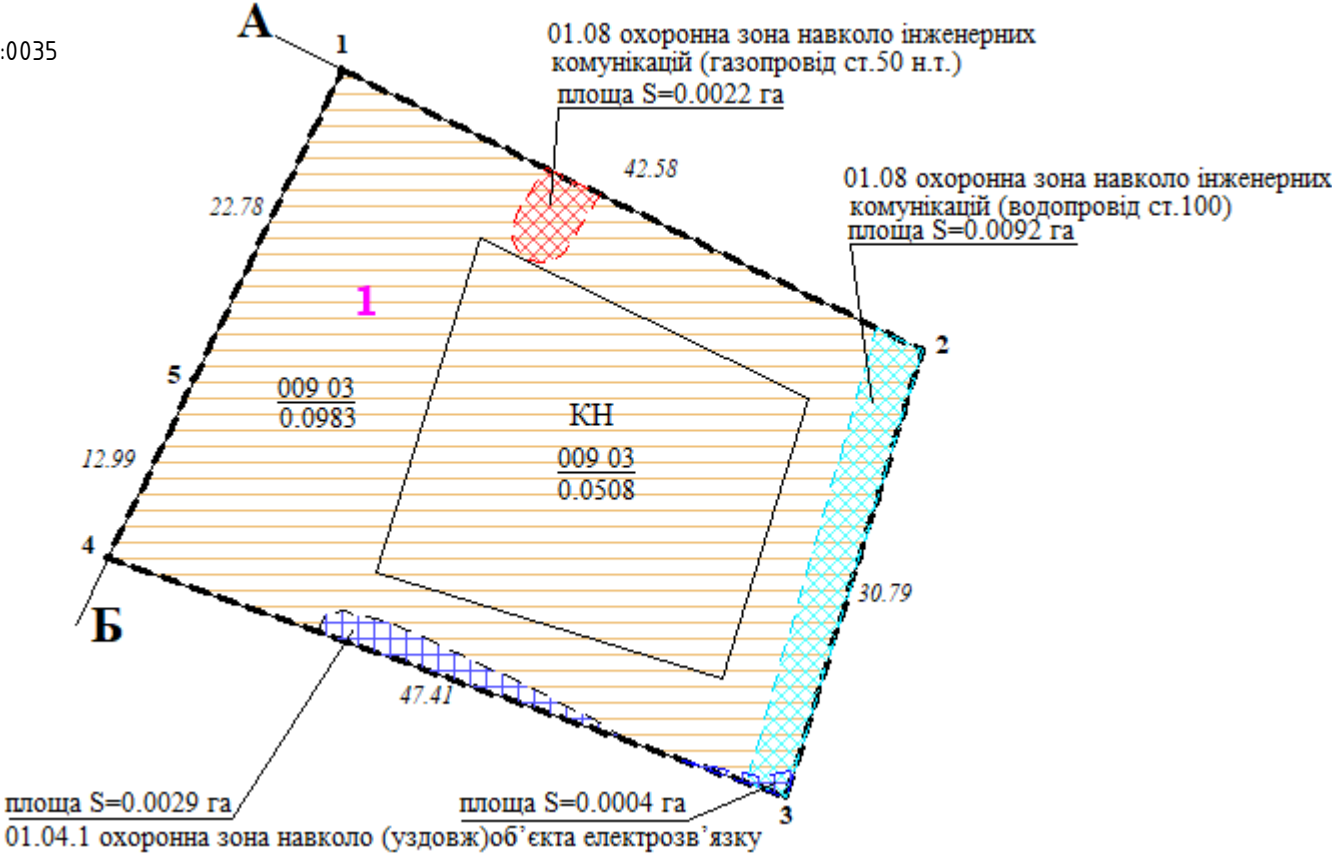 :0035
А
1
01.08 охоронна зона навколо інженерних
комунікацій (газопровід ст.50 н.т.)
площа S=0.0022 га
42.58
01.08 охоронна зона навколо інженерних
комунікацій (водопровід ст.100)
площа S=0.0092 га
22.78
1
2
5
009 03
0.0983
КН
009 03
0.0508
12.99
4
Б
30.79
47.41
площа S=0.0029 га
площа S=0.0004 га
3
01.04.1 охоронна зона навколо (уздовж)об’єкта електрозв’язку